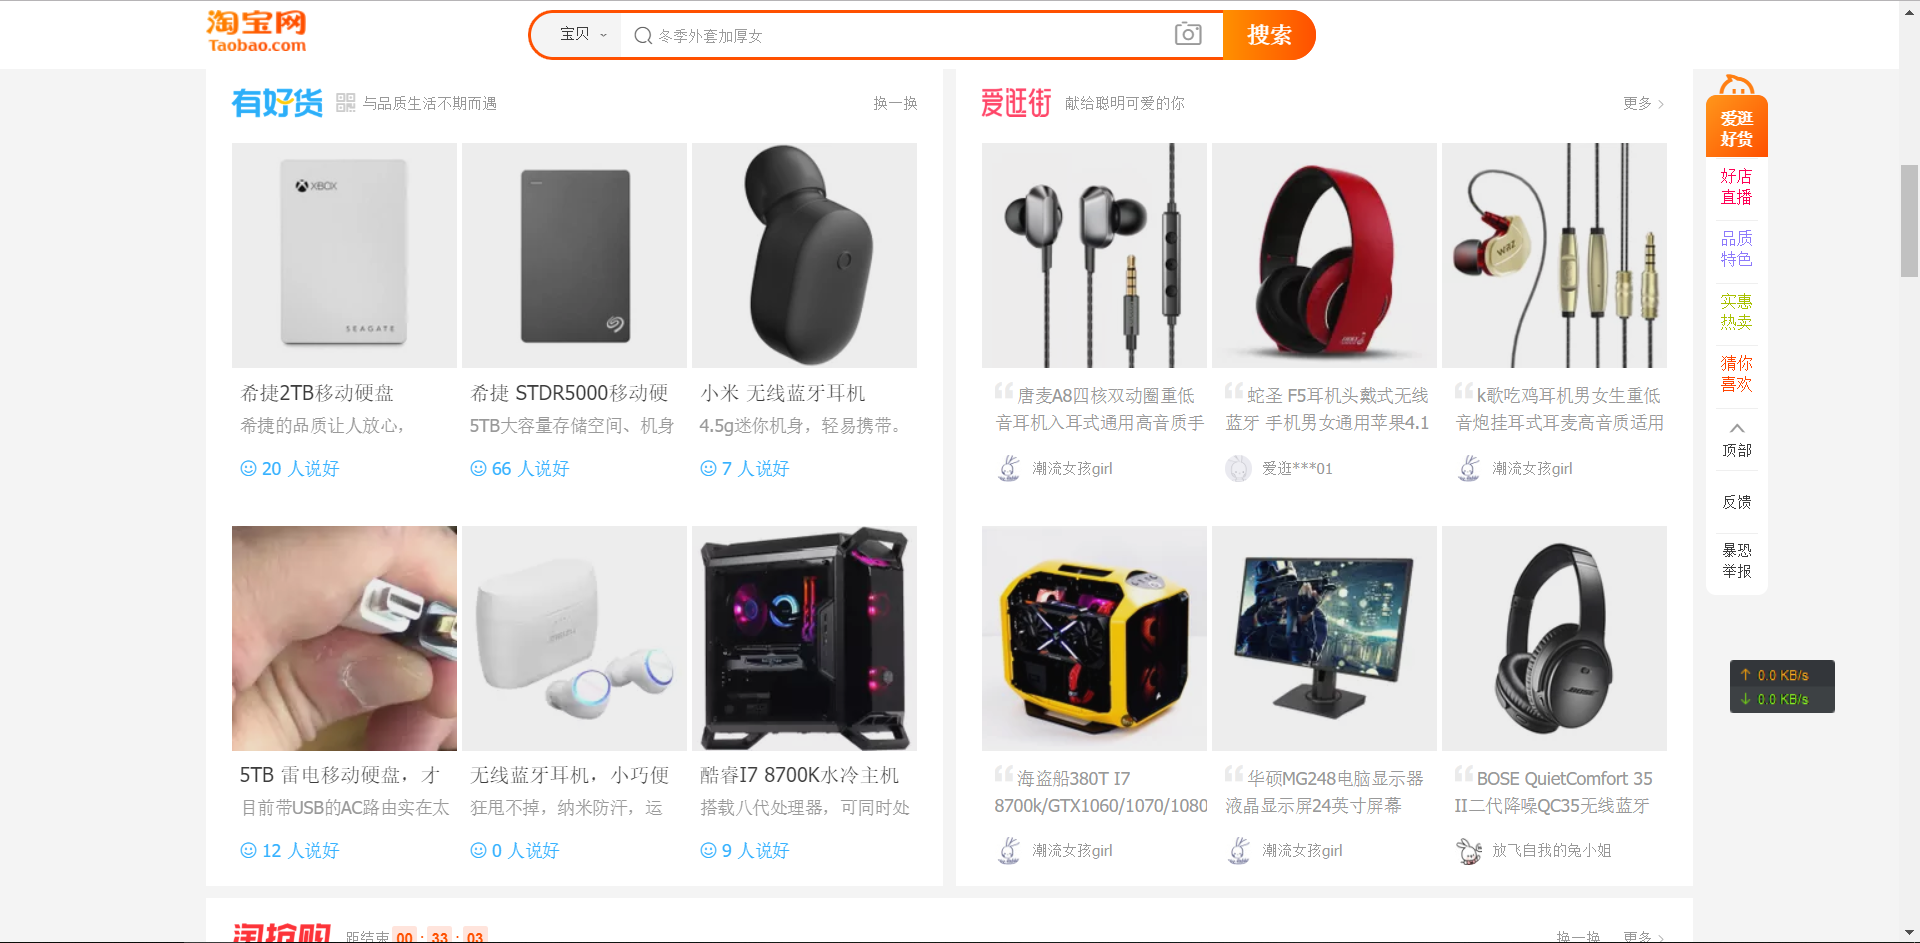 淘宝网
Taobao.com
宝贝
冬季外套加厚女
搜索
有好货
与品质生活不期而遇
换一换
XBOX
SEAGATE
希捷2TB移动硬盘
希捷的品质让人放心，
20 人说好
希捷 STDR5000移动硬
5TB大容量存储空间、机身
66 人说好
小米 无线蓝牙耳机
4.5g迷你机身，轻易携带。
7 人说好
5TB 雷电移动硬盘，才
目前带USB的AC路由实在太
12 人说好
无线蓝牙耳机，小巧便
狂甩不掉，纳米防汗，运
0 人说好
酷睿I7 8700K水冷主机
搭载八代处理器，可同时处
9 人说好
爱逛街
献给聪明可爱的你
更多
唐麦A8四核双动圈重低
音耳机入耳式通用高音质手
潮流女孩girl
蛇圣 F5耳机头戴式无线
蓝牙 手机男女通用苹果4.1
爱逛***01
k歌吃鸡耳机男女生重低
音炮挂耳式耳麦高音质适用
潮流女孩girl
海盗船380T I7
8700k/GTX1060/1070/1080
潮流女孩girl
华硕MG248电脑显示器
液晶显示屏24英寸屏幕
潮流女孩girl
BOSE
BOSE QuietComfort 35
II二代降噪QC35无线蓝牙
放飞自我的兔小姐
爱逛
好货
好店
直播
品质
特色
实惠
热卖
猜你
喜欢
顶部
反馈
暴恐
举报
↑ 0.0 KB/s
↓ 0.0 KB/s
淘抢购
距结束 00 : 33 : 03
换一换
更多